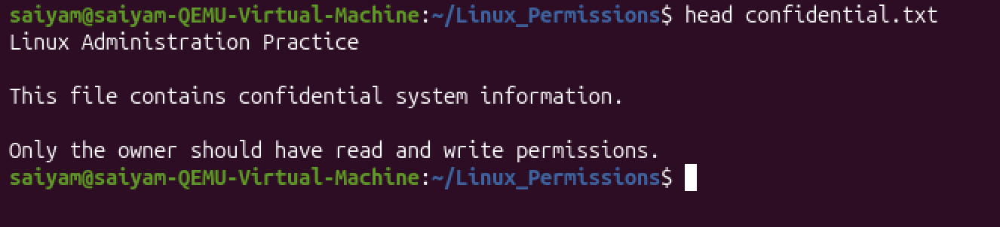 saiyam@saiyam-QEMU-Virtual-Machine:~/Linux_Permissions$ head confidential.txt
Linux Administration Practice
This file contains confidential system information.
Only the owner should have read and write permissions.
saiyam@saiyam-QEMU-Virtual-Machine:~/Linux_Permissions$